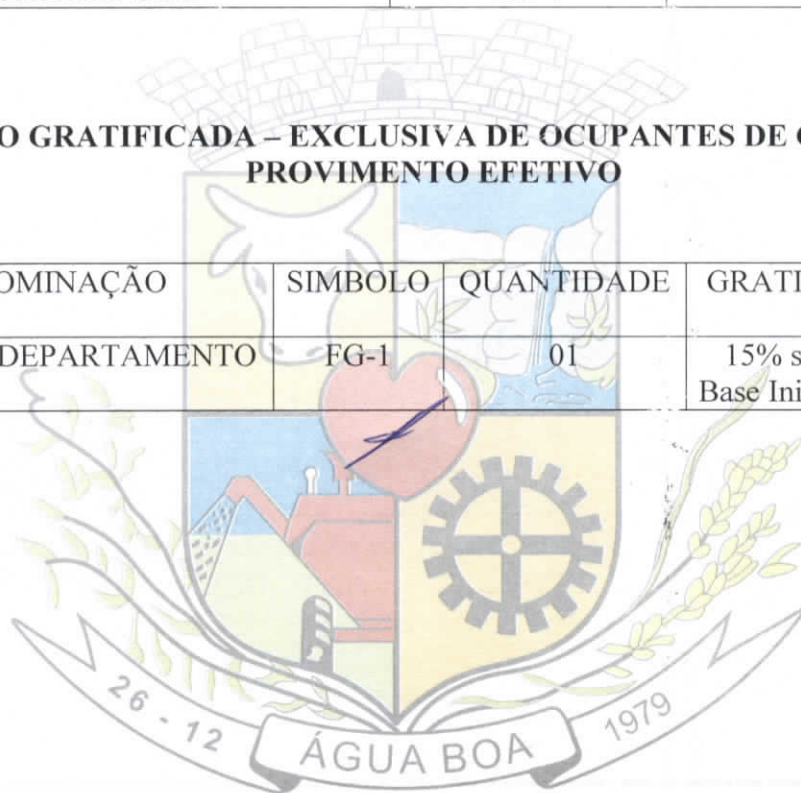 O GRATIFICADA – EXCLUSIVA DE OCUPANTES DE
PROVIMENTO EFETIVO
OMINAÇÃO SIMBOLO QUANTIDADE GRATI
DEPARTAMENTO FG-1 01 15% s
Base Ini
26 - 12 ÁGUA BOA 1979